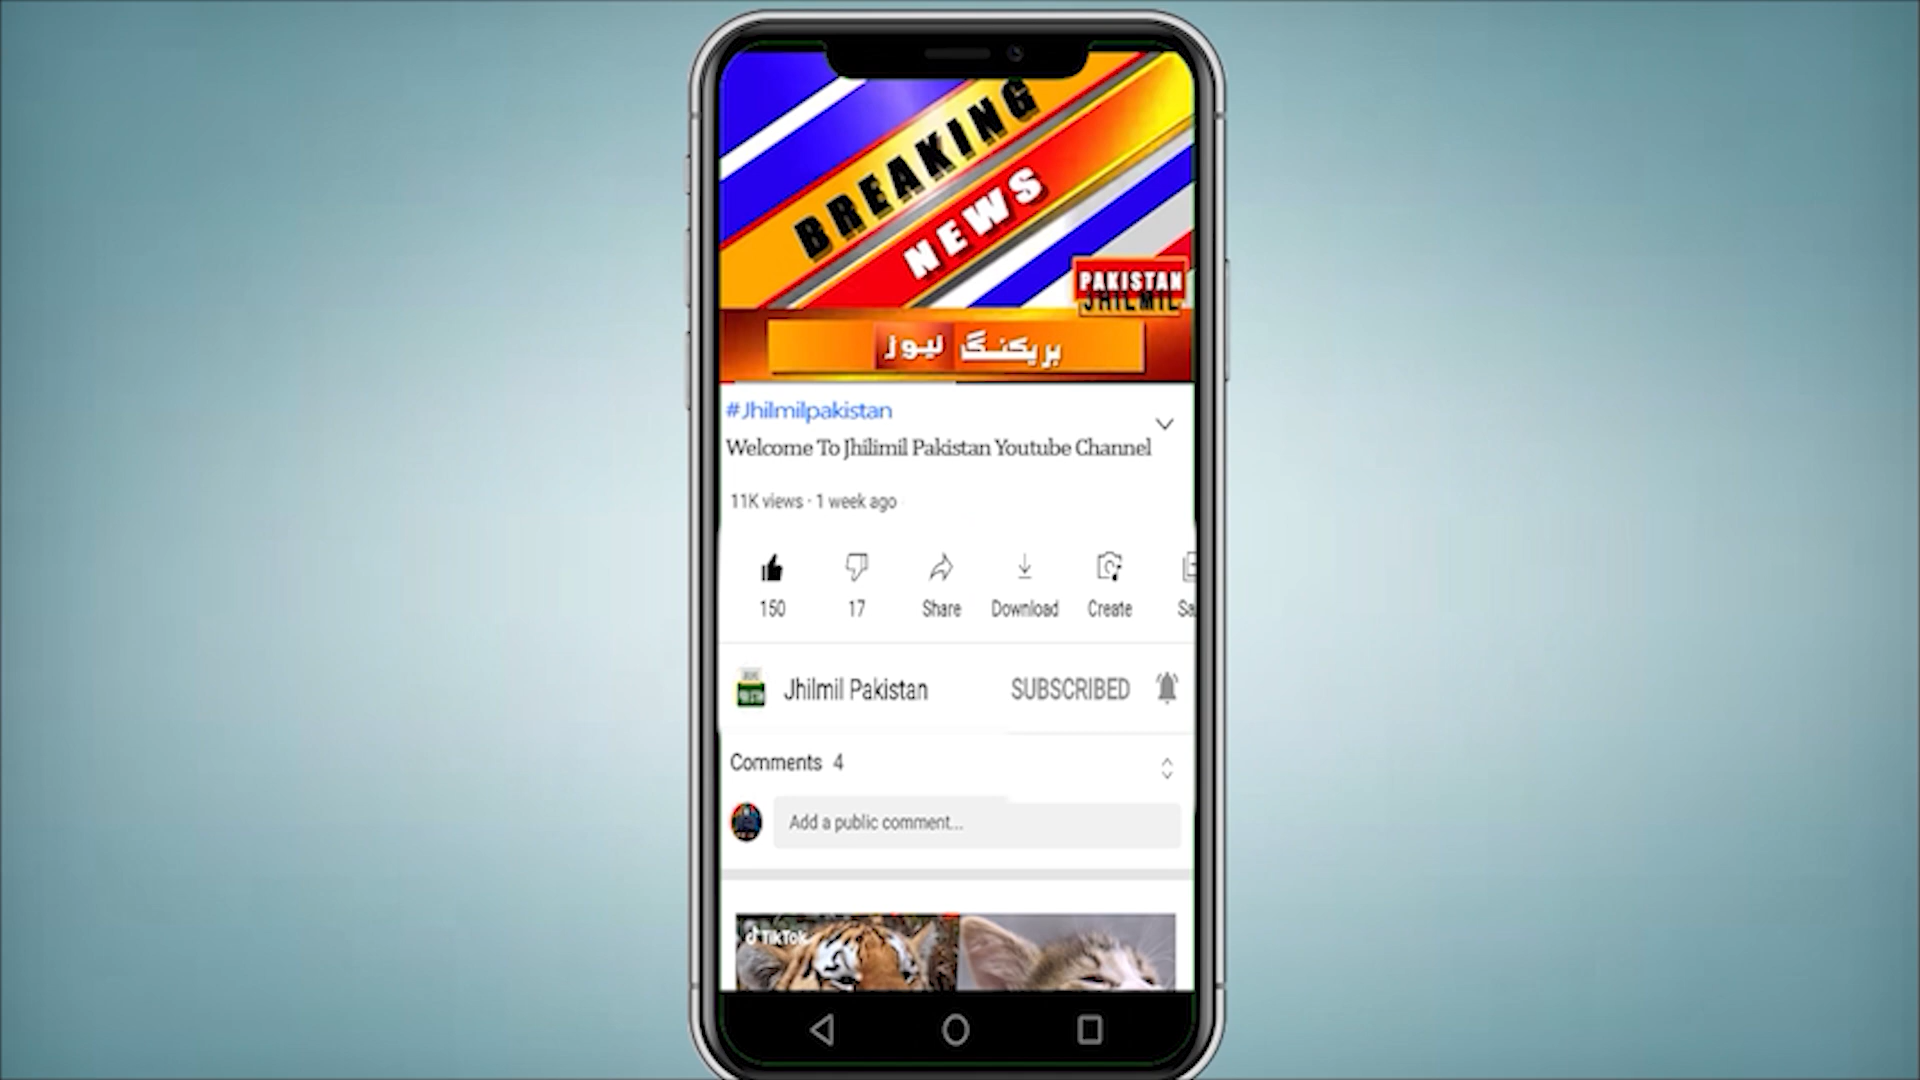 BREAKING
NEWS
PAKISTAN
JHILMIL
بریکنگ نیوز
#Jhilmilpakistan
Welcome To Jhilimil Pakistan Youtube Channel
11K views · 1 week ago
150
17
Share
Download
Create
Jhilmil Pakistan
SUBSCRIBED
Comments 4
Add a public comment...
TikTok